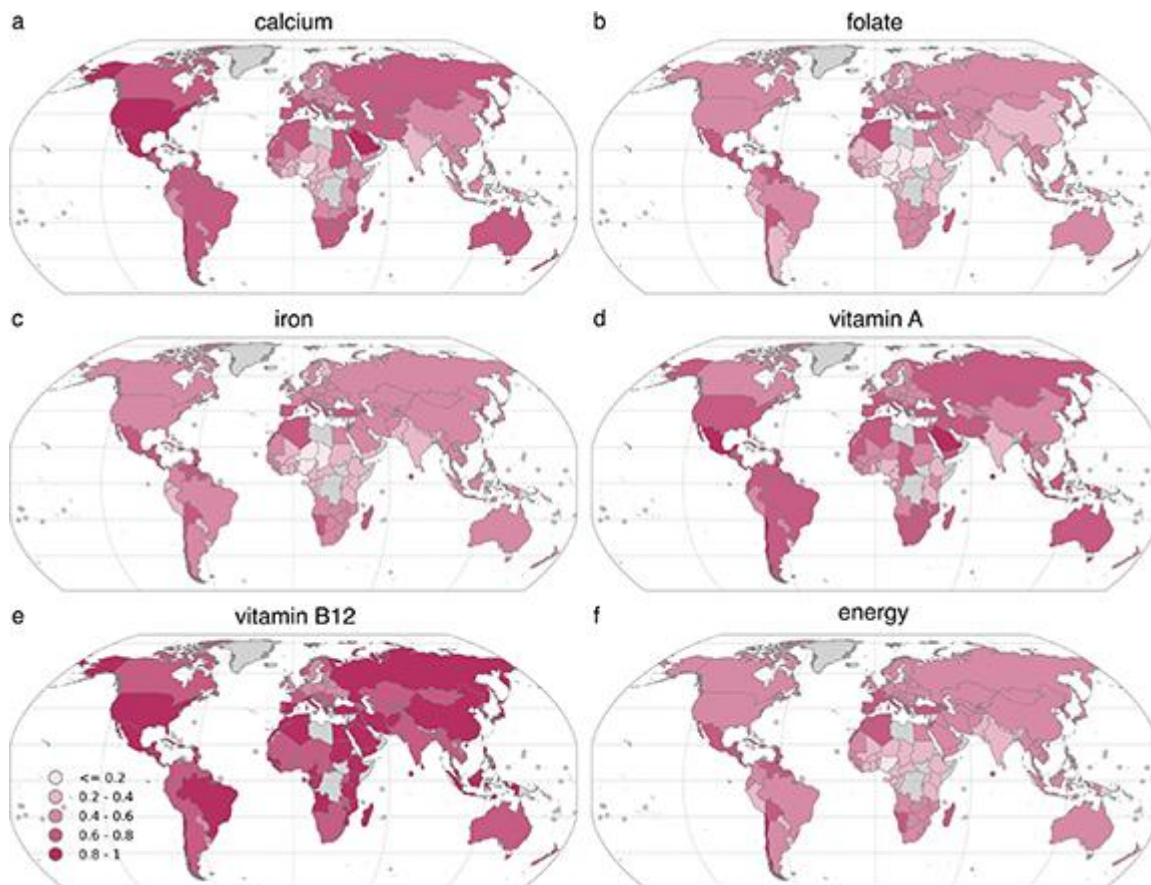 a calcium b folate
c iron d vitamin A
e vitamin B12 f energy
<= 0.2
0.2 - 0.4
0.4 - 0.6
0.6 - 0.8
0.8 - 1